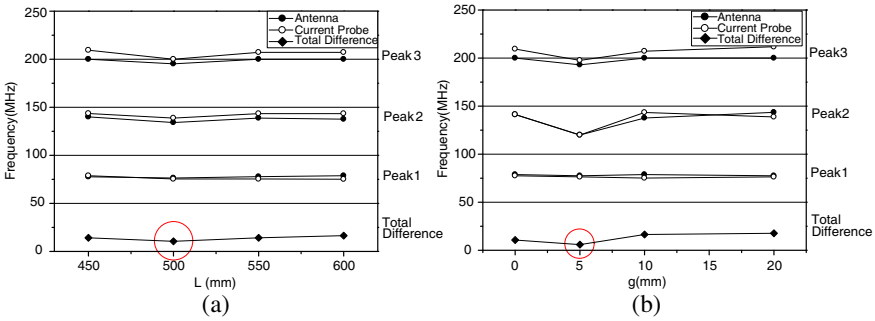 250
200
150
100
50
0
Frequency(MHz)
Antenna
Current Probe
Total Difference
Peak3
Peak2
Peak1
Total
Difference
450
500
550
600
L (mm)
(a)
250
200
150
100
50
0
Frequency(MHz)
Antenna
Current Probe
Total Difference
Peak3
Peak2
Peak1
Total
Difference
0
5
10
15
20
g(mm)
(b)